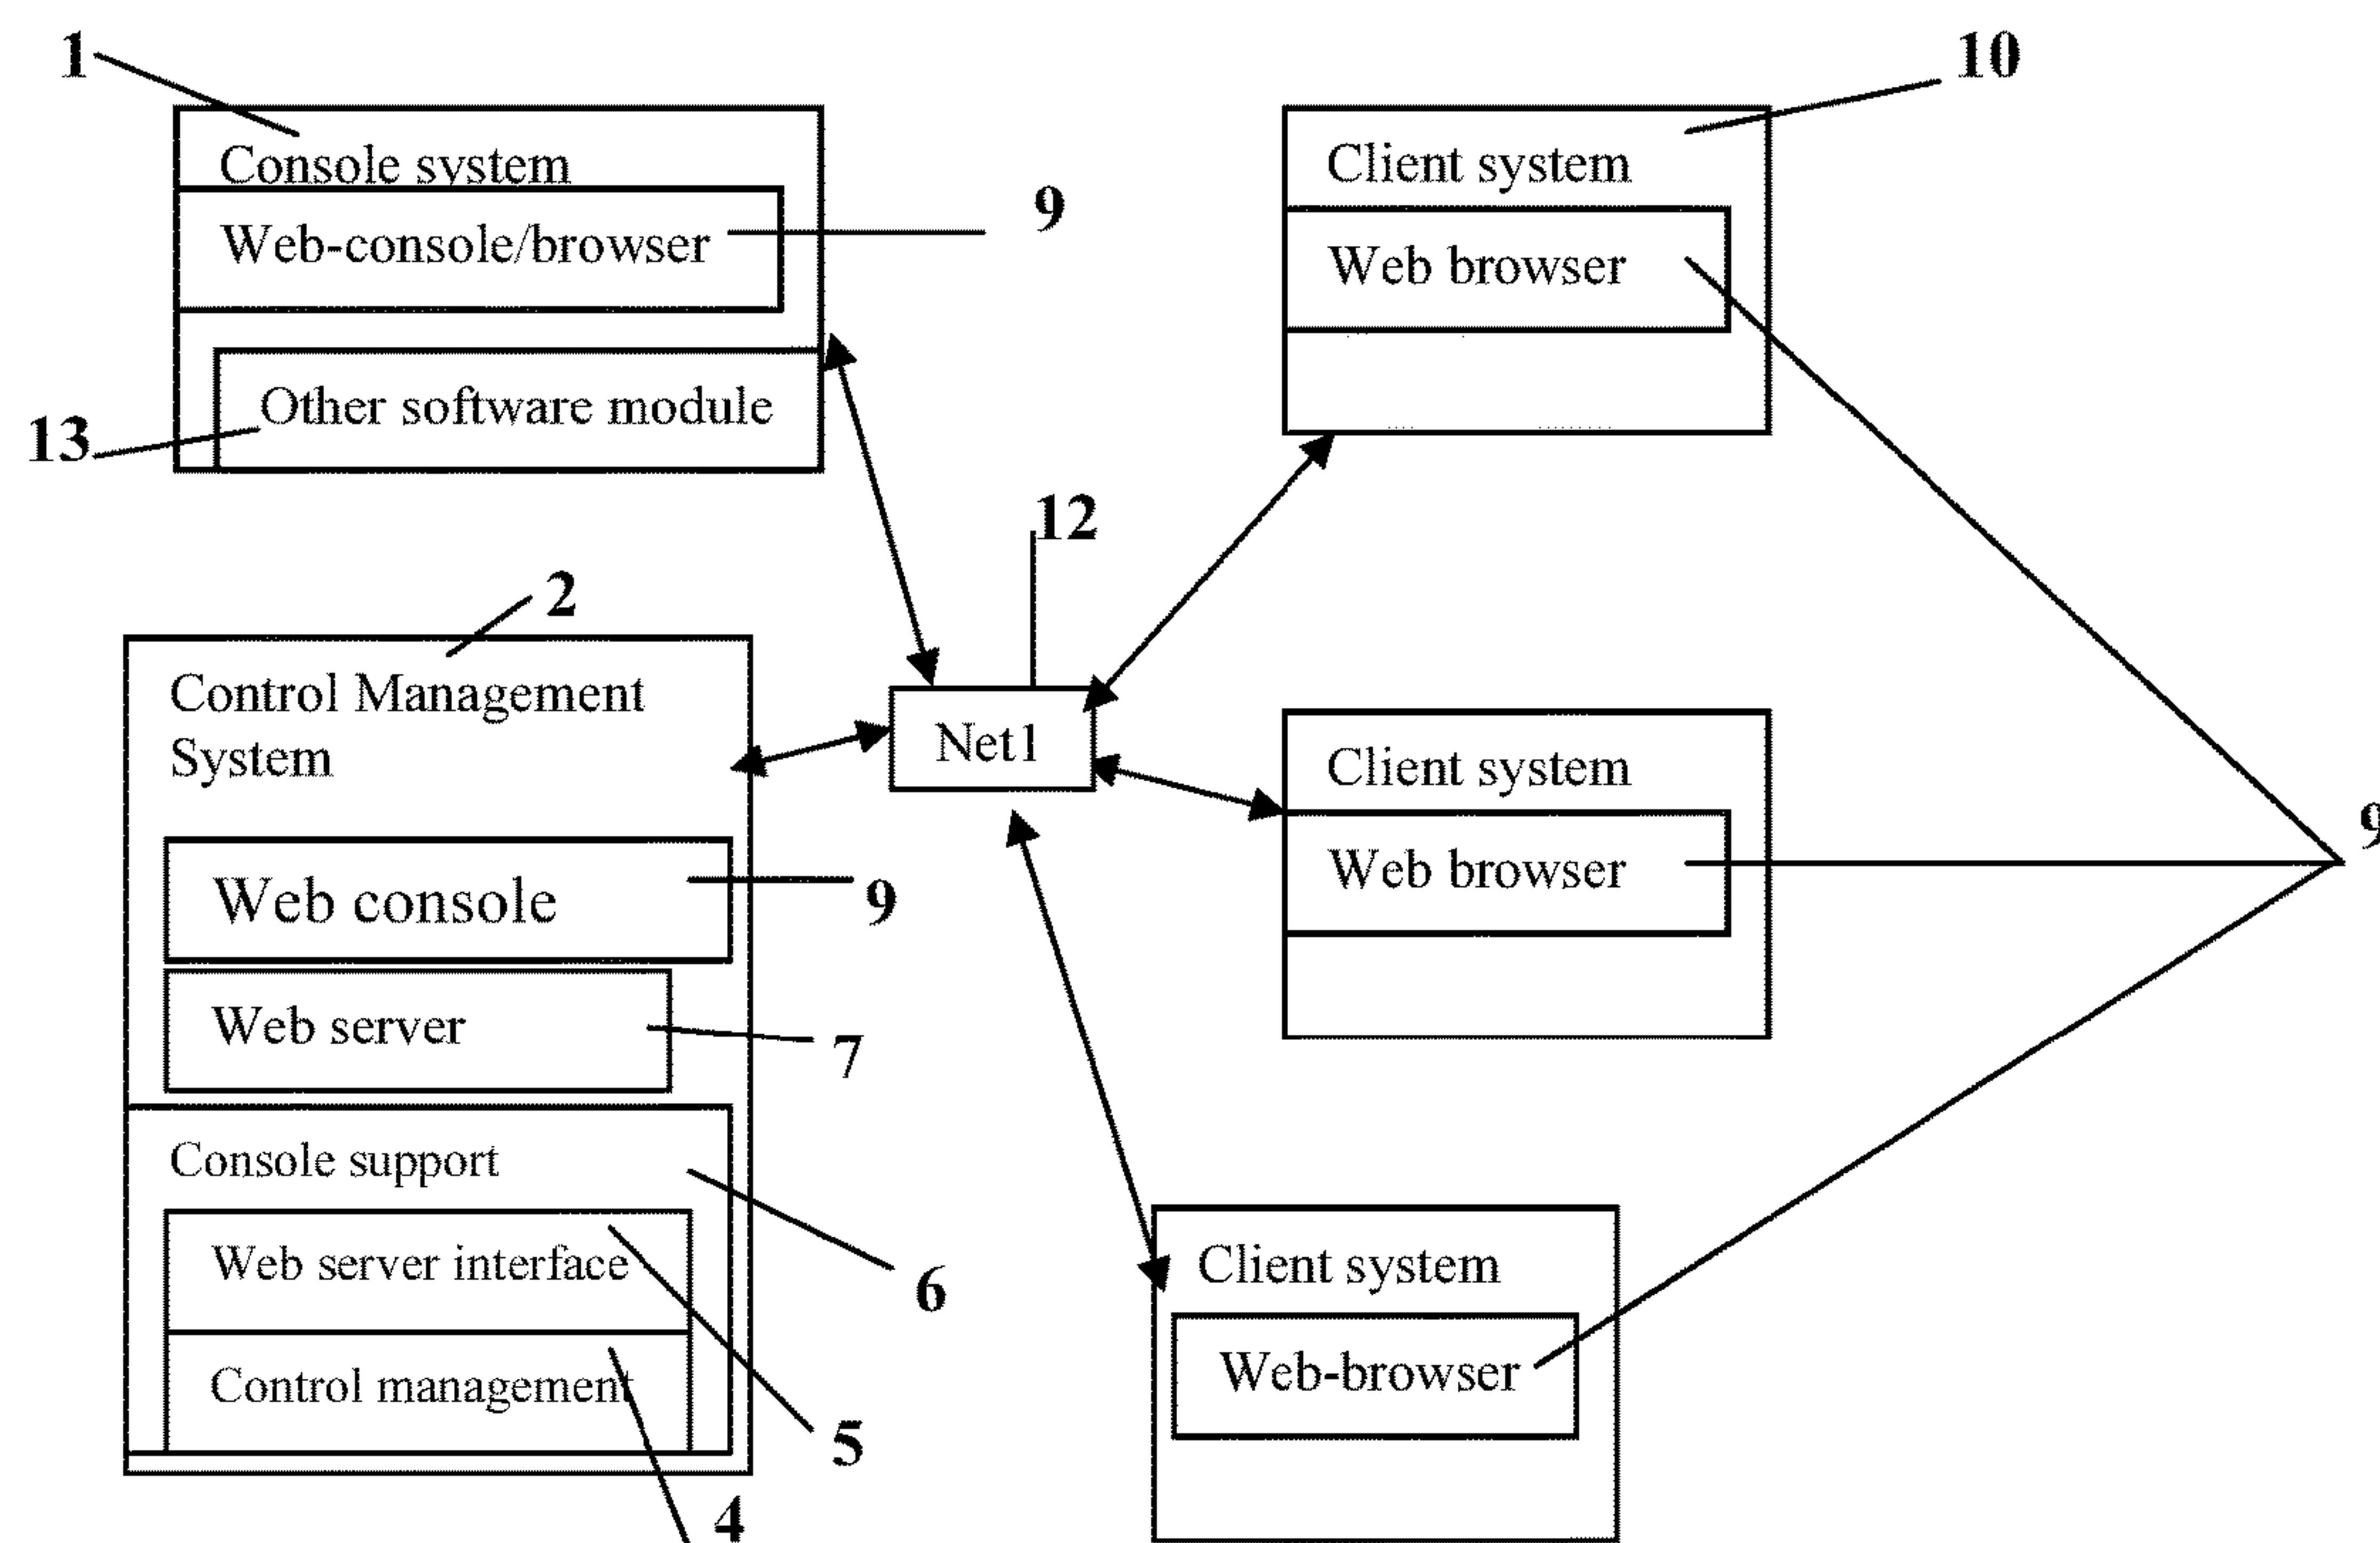 1
Console system
Web-console/browser
9
Other software module
13
10
Client system
Web browser
12
Net1
2
Control Management
System
Web console
9
Web server
7
Console support
6
Web server interface
5
Control management
4
Client system
Web browser
9
Client system
Web-browser